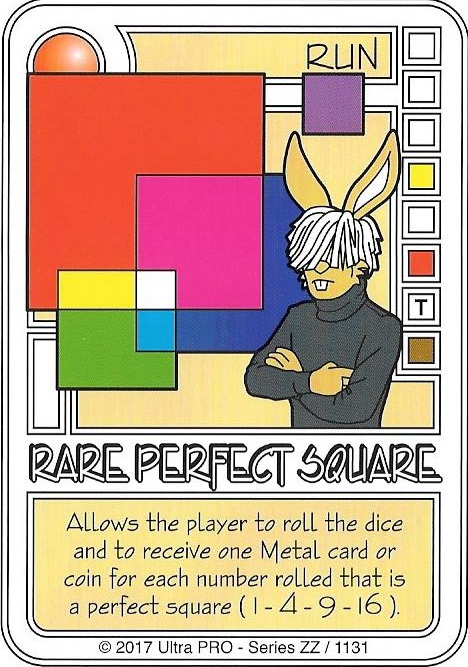 RUN
T
RARE PERFECT SQUARE
Allows the player to roll the dice
and to receive one Metal card or
coin for each number rolled that is
a perfect square (1-4-9-16).
© 2017 Ultra PRO - Series ZZ / 1131